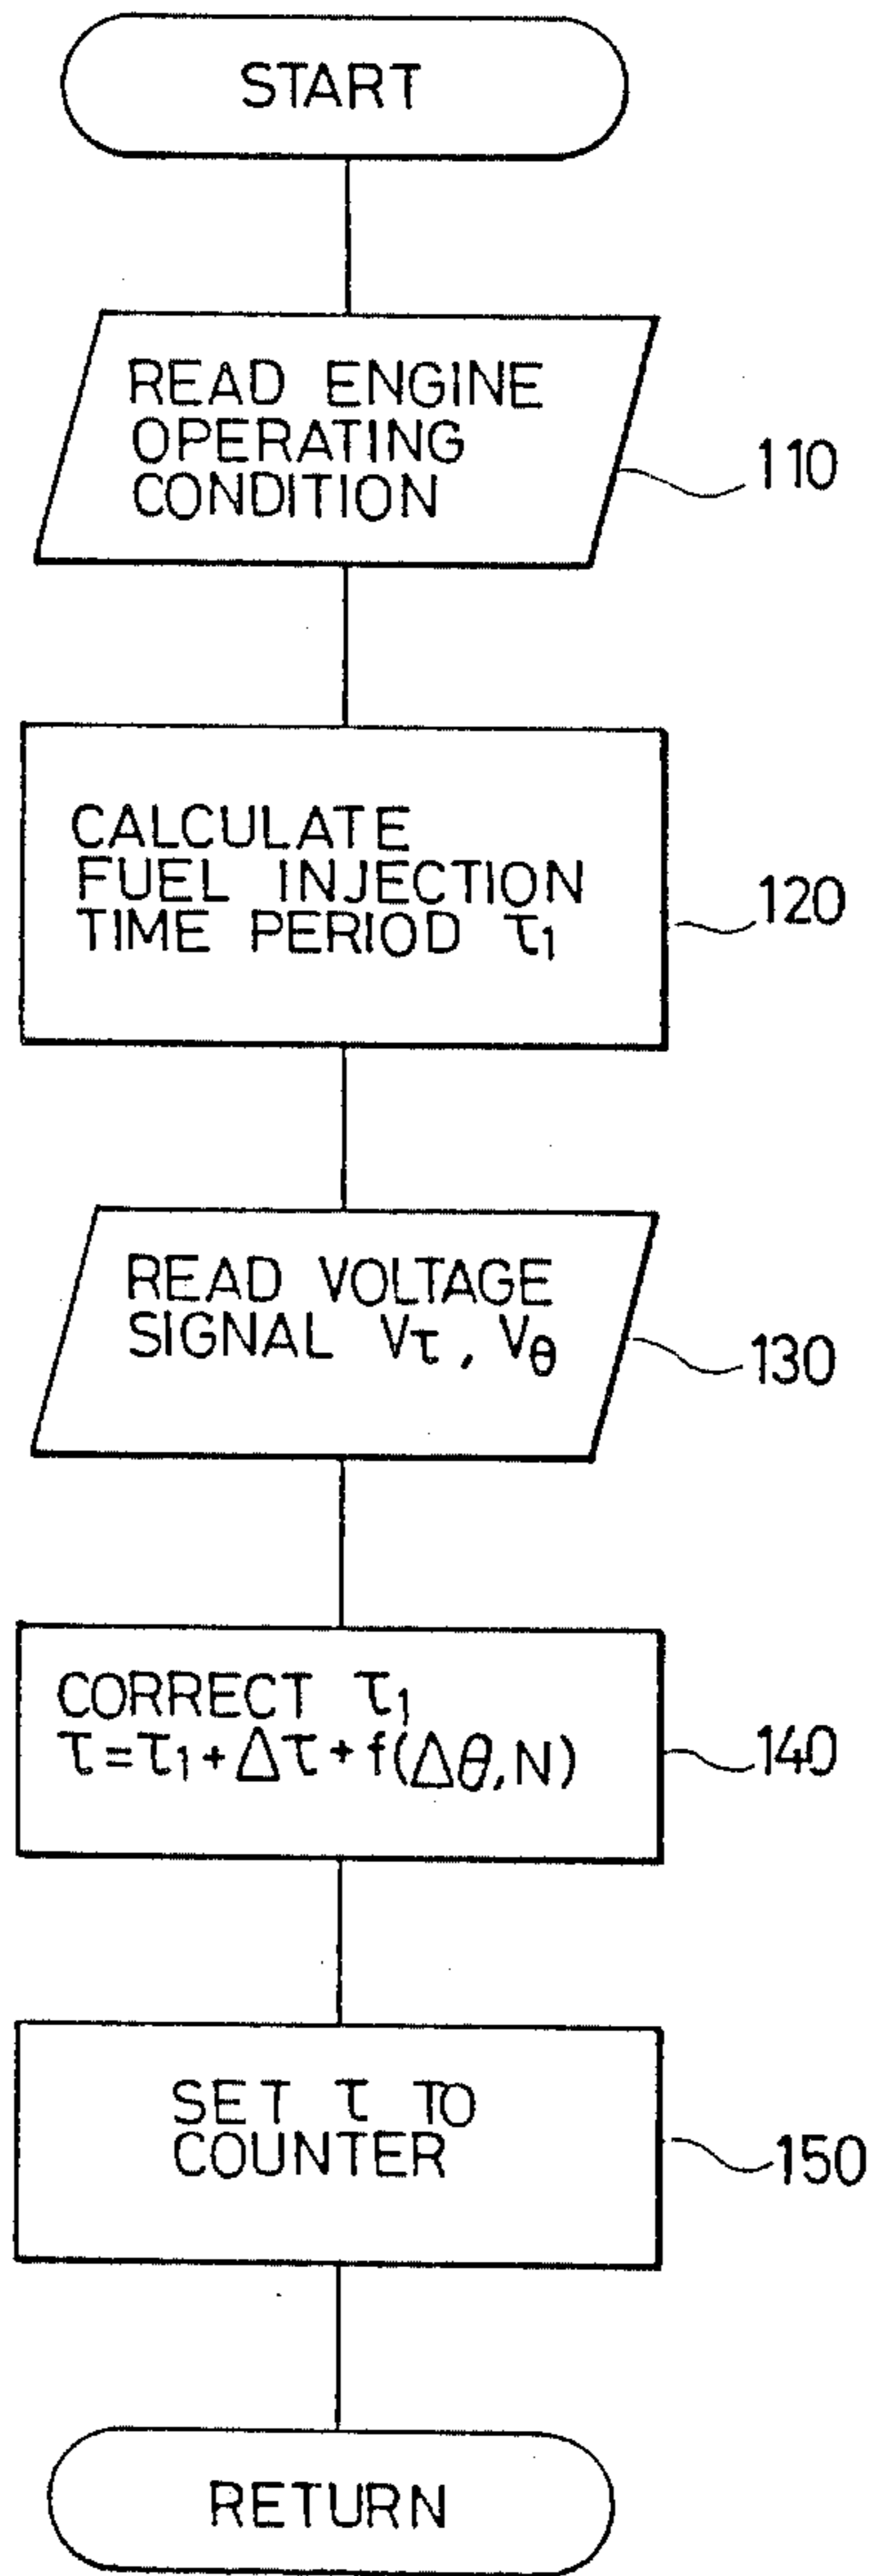 START
READ ENGINE
OPERATING
CONDITION
110
CALCULATE
FUEL INJECTION
TIME PERIOD τ₁
120
READ VOLTAGE
SIGNAL Vτ, Vθ
130
CORRECT τ₁
τ=τ₁+Δτ+f(Δθ,N)
140
SET τ TO
COUNTER
150
RETURN